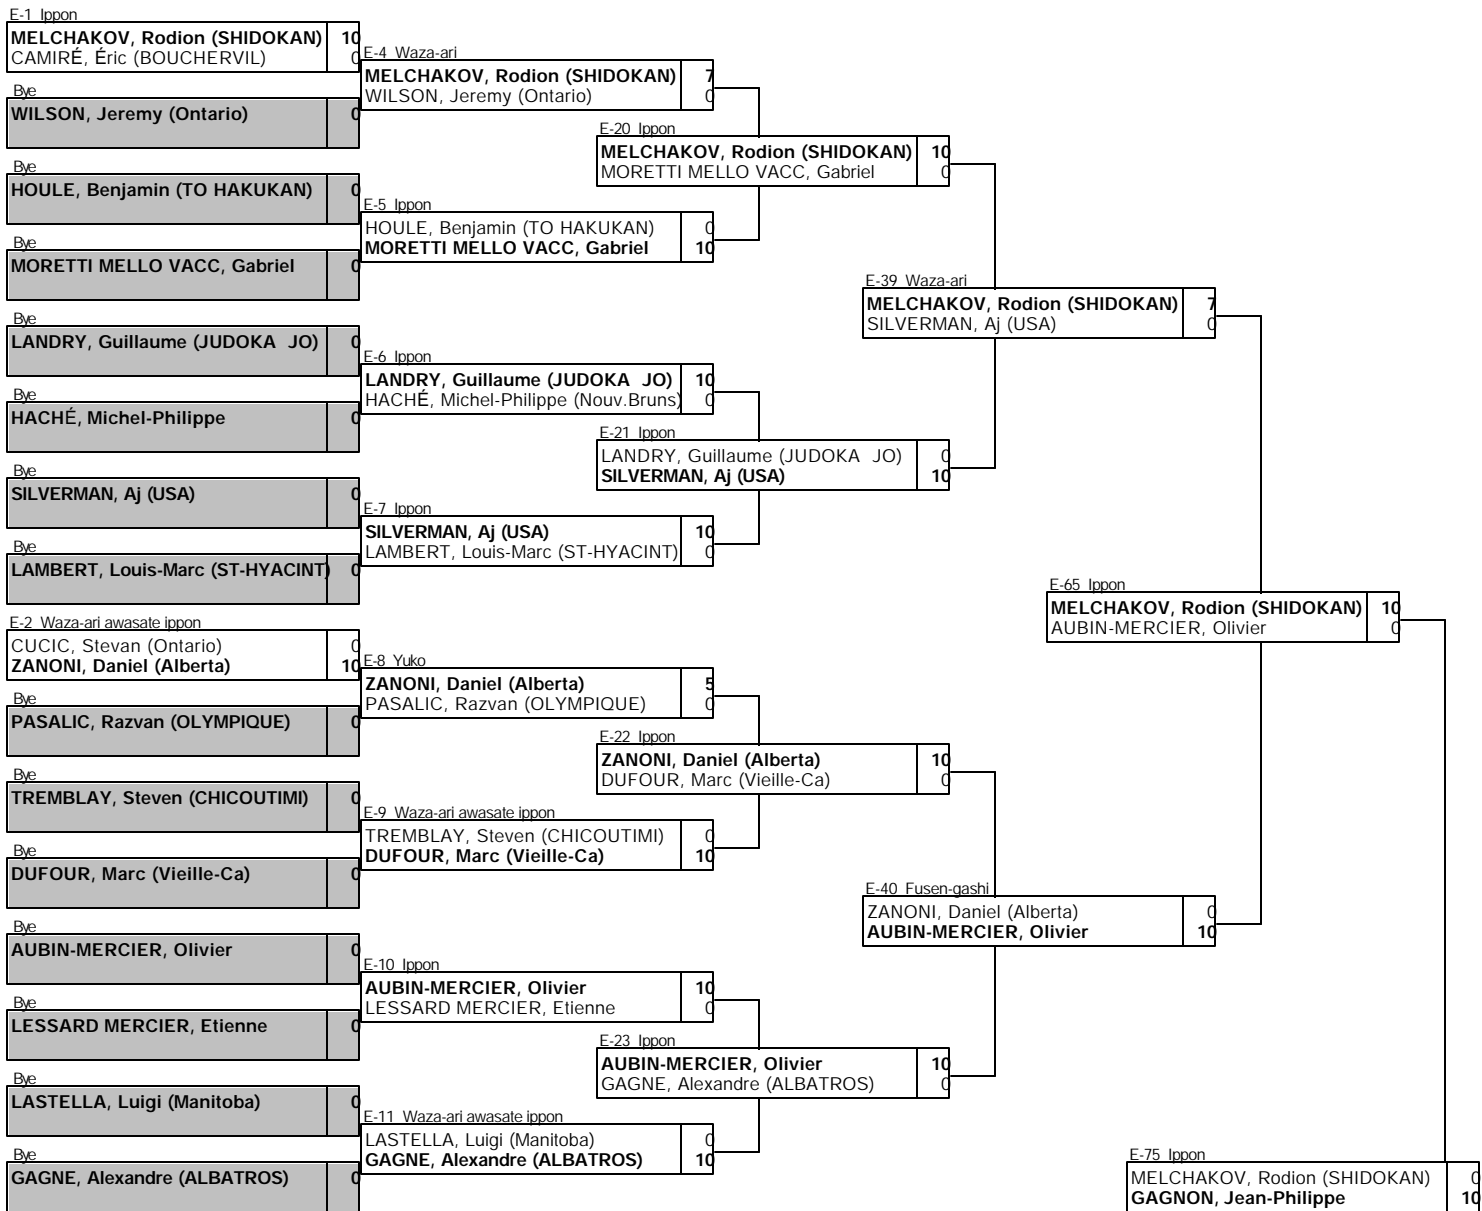 E-1 Ippon
MELCHAKOV, Rodion (SHIDOKAN) 10
CAMIRÉ, Éric (BOUCHERVIL) 0
Bye
WILSON, Jeremy (Ontario) 0
Bye
HOULE, Benjamin (TO HAKUKAN) 0
Bye
MORETTI MELLO VACC, Gabriel 0
Bye
LANDRY, Guillaume (JUDOKA JO) 0
Bye
HACHÉ, Michel-Philippe 0
Bye
SILVERMAN, Aj (USA) 0
Bye
LAMBERT, Louis-Marc (ST-HYACINT) 0
E-2 Waza-ari awasate ippon
CUCIC, Stevan (Ontario) 0
ZANONI, Daniel (Alberta) 10
Bye
PASALIC, Razvan (OLYMPIQUE) 0
Bye
TREMBLAY, Steven (CHICOUTIMI) 0
Bye
DUFOUR, Marc (Vieille-Ca) 0
Bye
AUBIN-MERCIER, Olivier 0
Bye
LESSARD MERCIER, Etienne 0
Bye
LASTELLA, Luigi (Manitoba) 0
Bye
GAGNE, Alexandre (ALBATROS) 0
E-4 Waza-ari
MELCHAKOV, Rodion (SHIDOKAN) 7
WILSON, Jeremy (Ontario) 0
E-5 Ippon
HOULE, Benjamin (TO HAKUKAN) 0
MORETTI MELLO VACC, Gabriel 10
E-6 Ippon
LANDRY, Guillaume (JUDOKA JO) 10
HACHÉ, Michel-Philippe (Nouv.Bruns) 0
E-7 Ippon
SILVERMAN, Aj (USA) 10
LAMBERT, Louis-Marc (ST-HYACINT) 0
E-8 Yuko
ZANONI, Daniel (Alberta) 5
PASALIC, Razvan (OLYMPIQUE) 0
E-9 Waza-ari awasate ippon
TREMBLAY, Steven (CHICOUTIMI) 0
DUFOUR, Marc (Vieille-Ca) 10
E-10 Ippon
AUBIN-MERCIER, Olivier 10
LESSARD MERCIER, Etienne 0
E-11 Waza-ari awasate ippon
LASTELLA, Luigi (Manitoba) 0
GAGNE, Alexandre (ALBATROS) 10
E-20 Ippon
MELCHAKOV, Rodion (SHIDOKAN) 10
MORETTI MELLO VACC, Gabriel 0
E-21 Ippon
LANDRY, Guillaume (JUDOKA JO) 0
SILVERMAN, Aj (USA) 10
E-22 Ippon
ZANONI, Daniel (Alberta) 10
DUFOUR, Marc (Vieille-Ca) 0
E-23 Ippon
AUBIN-MERCIER, Olivier 10
GAGNE, Alexandre (ALBATROS) 0
E-39 Waza-ari
MELCHAKOV, Rodion (SHIDOKAN) 7
SILVERMAN, Aj (USA) 0
E-40 Fusen-gashi
ZANONI, Daniel (Alberta) 0
AUBIN-MERCIER, Olivier 10
E-65 Ippon
MELCHAKOV, Rodion (SHIDOKAN) 10
AUBIN-MERCIER, Olivier 0
E-75 Ippon
MELCHAKOV, Rodion (SHIDOKAN) 0
GAGNON, Jean-Philippe 10